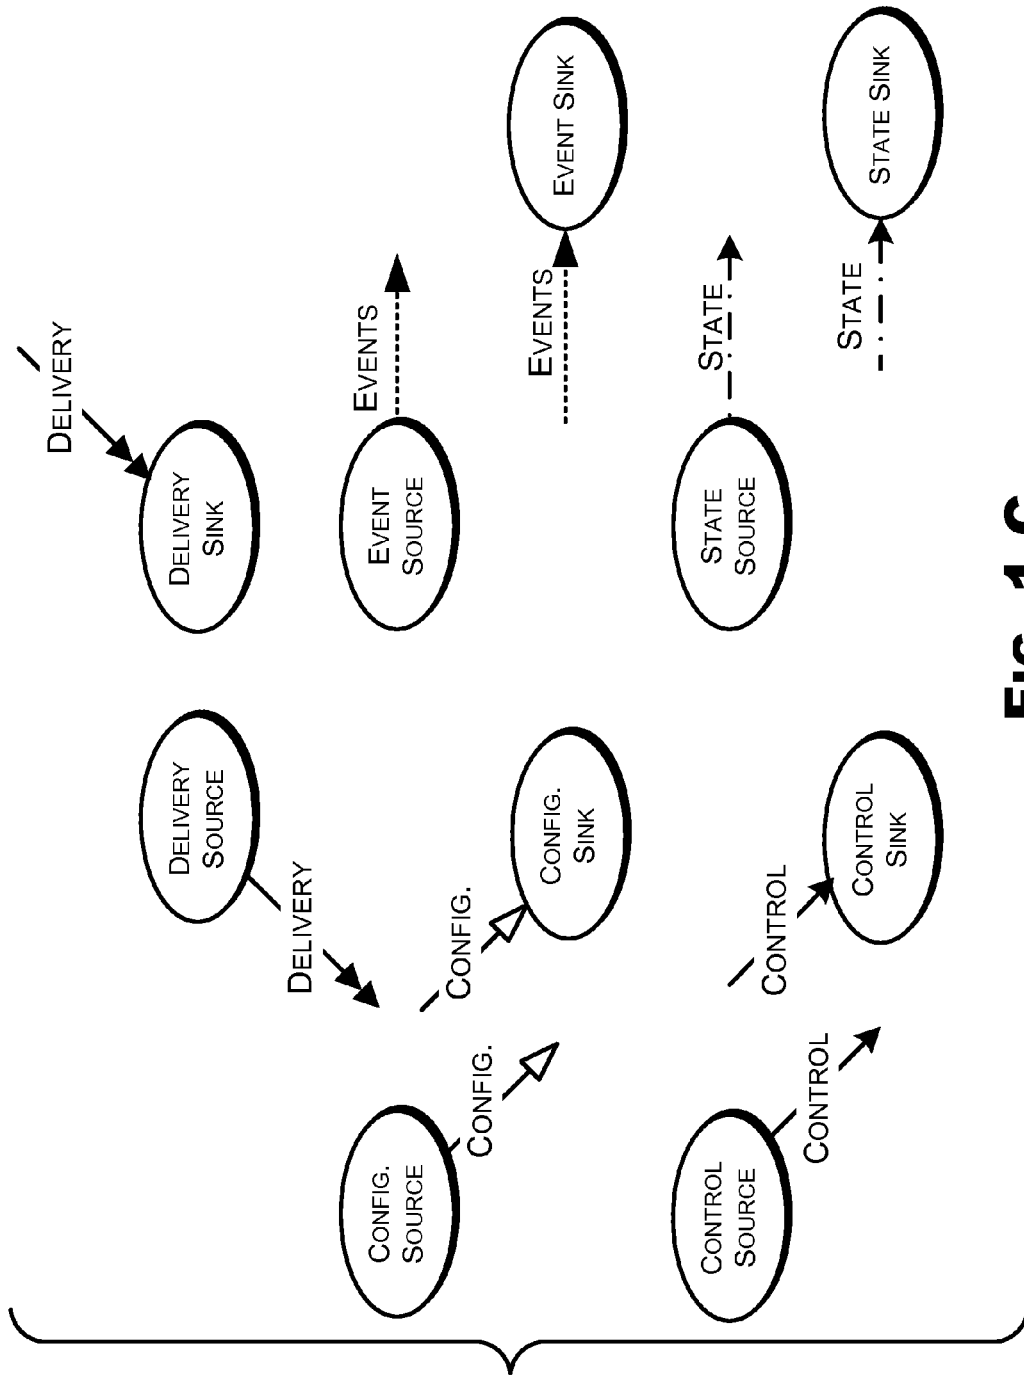 DELIVERY
DELIVERY
SOURCE
DELIVERY
SINK
DELIVERY
EVENTS
CONFIG.
SOURCE
EVENT
SOURCE
CONFIG.
CONFIG.
EVENTS
CONFIG.
SINK
EVENT SINK
STATE
CONTROL
SOURCE
STATE
SOURCE
CONTROL
CONTROL
STATE
CONTROL
SINK
STATE SINK
FIG.